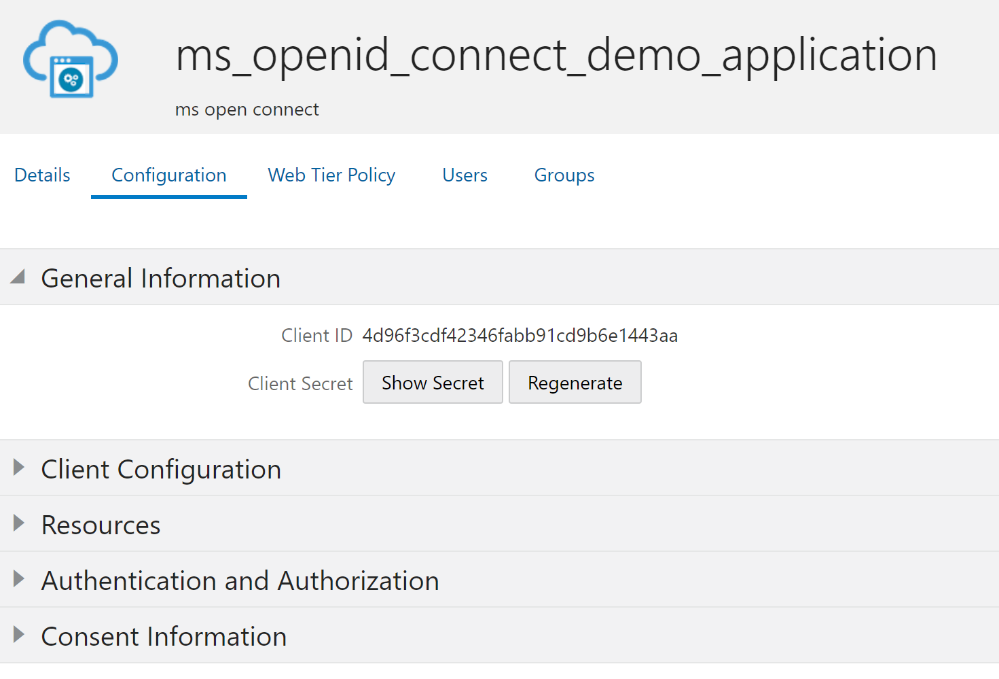 ms_openid_connect_demo_application
ms open connect
Details Configuration Web Tier Policy Users Groups
General Information
Client ID 4d96f3cdf42346fabb91cd9b6e1443aa
Client Secret Show Secret Regenerate
Client Configuration
Resources
Authentication and Authorization
Consent Information